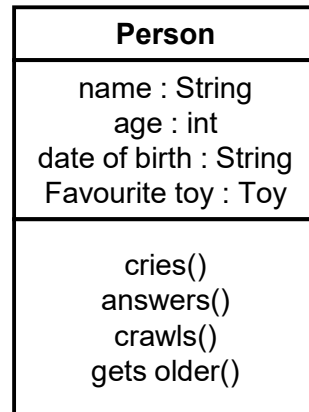 Person
name : String
age : int
date of birth : String
Favourite toy : Toy
cries()
answers()
crawls()
gets older()